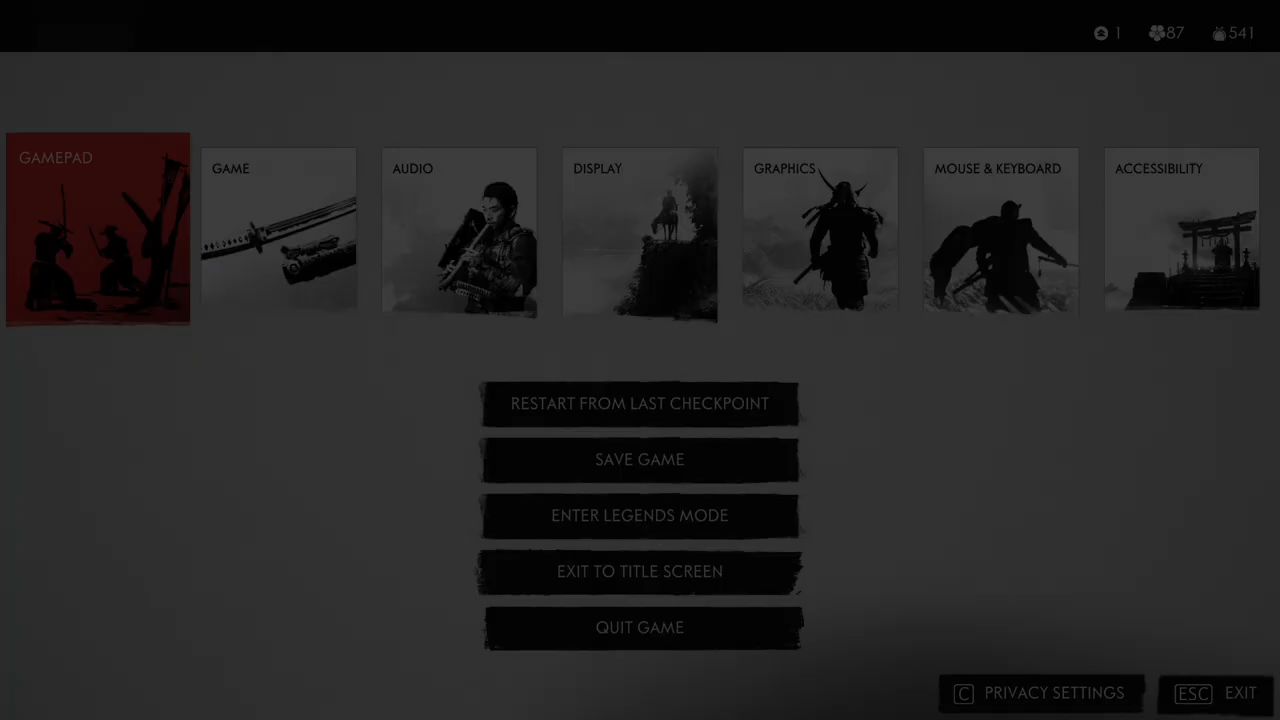 1 87 541
GAMEPAD
GAME
AUDIO
DISPLAY
GRAPHICS
MOUSE & KEYBOARD
ACCESSIBILITY
RESTART FROM LAST CHECKPOINT
SAVE GAME
ENTER LEGENDS MODE
EXIT TO TITLE SCREEN
QUIT GAME
C PRIVACY SETTINGS
ESC EXIT